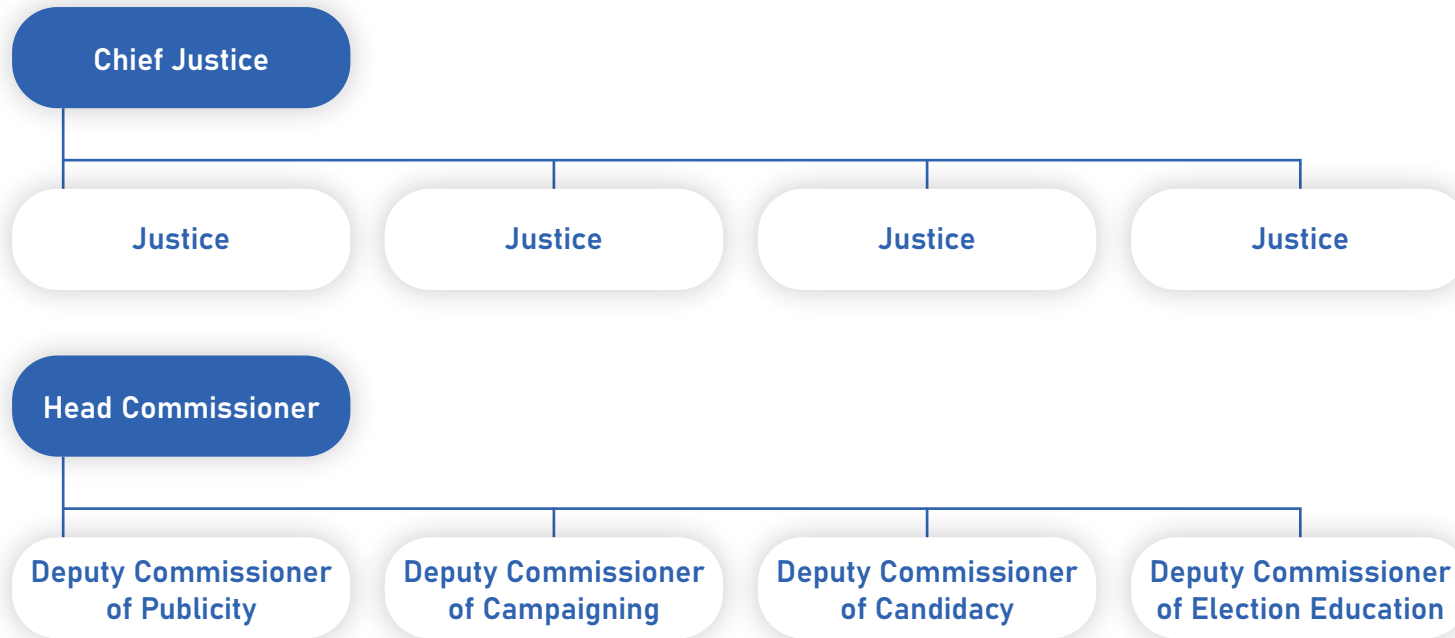 Chief Justice
Justice
Justice
Justice
Justice
Head Commissioner
Deputy Commissioner
of Publicity
Deputy Commissioner
of Campaigning
Deputy Commissioner
of Candidacy
Deputy Commissioner
of Election Education